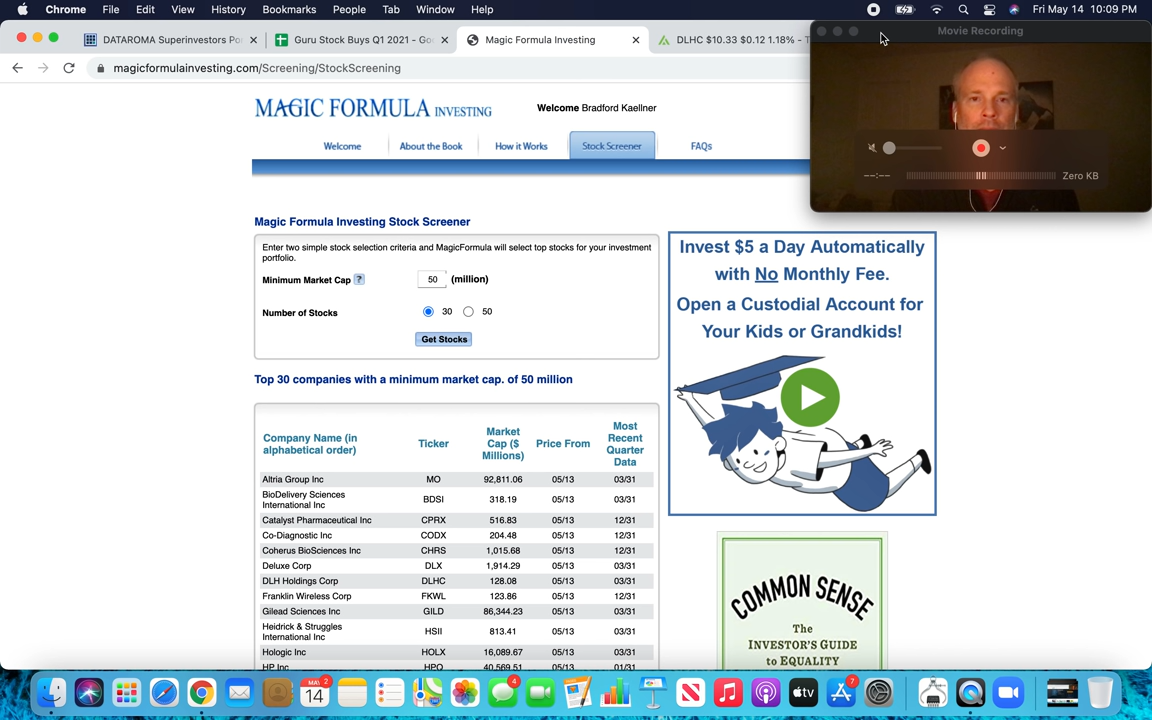 Chrome File Edit View History Bookmarks People Tab Window Help Fri May 14 10:09 PM
DATAROMA Superinvestors Po Guru Stock Buys Q1 2021 - Go Magic Formula Investing DLHC $10.33 $0.12 1.18% - T
Movie Recording
magicformulainvesting.com/Screening/StockScreening
MAGIC FORMULA INVESTING
Welcome Bradford Kaellner
Welcome About the Book How it Works Stock Screener FAQs
--:-- Zero KB
Magic Formula Investing Stock Screener
Enter two simple stock selection criteria and MagicFormula will select top stocks for your investment
portfolio.
Minimum Market Cap ? 50 (million)
Number of Stocks 30 50
Get Stocks
Top 30 companies with a minimum market cap. of 50 million
Company Name (in
alphabetical order)
Ticker
Market
Cap ($
Millions)
Price From
Most
Recent
Quarter
Data
Altria Group Inc MO 92,811.06 05/13 03/31
BioDelivery Sciences
International Inc BDSI 318.19 05/13 03/31
Catalyst Pharmaceutical Inc CPRX 516.83 05/13 12/31
Co-Diagnostic Inc CODX 204.48 05/13 12/31
Coherus BioSciences Inc CHRS 1,015.68 05/13 12/31
Deluxe Corp DLX 1,914.29 05/13 03/31
DLH Holdings Corp DLHC 128.08 05/13 03/31
Franklin Wireless Corp FKWL 123.86 05/13 12/31
Gilead Sciences Inc GILD 86,344.23 05/13 03/31
Heidrick & Struggles
International Inc HSII 813.41 05/13 03/31
Hologic Inc HOLX 16,089.67 05/13 03/31
HP Inc HPQ 40,569.51 05/13 01/31
Invest $5 a Day Automatically
with No Monthly Fee.
Open a Custodial Account for
Your Kids or Grandkids!
COMMON SENSE
The
INVESTOR'S GUIDE
to EQUALITY
MAY
14
2
4
7
tv